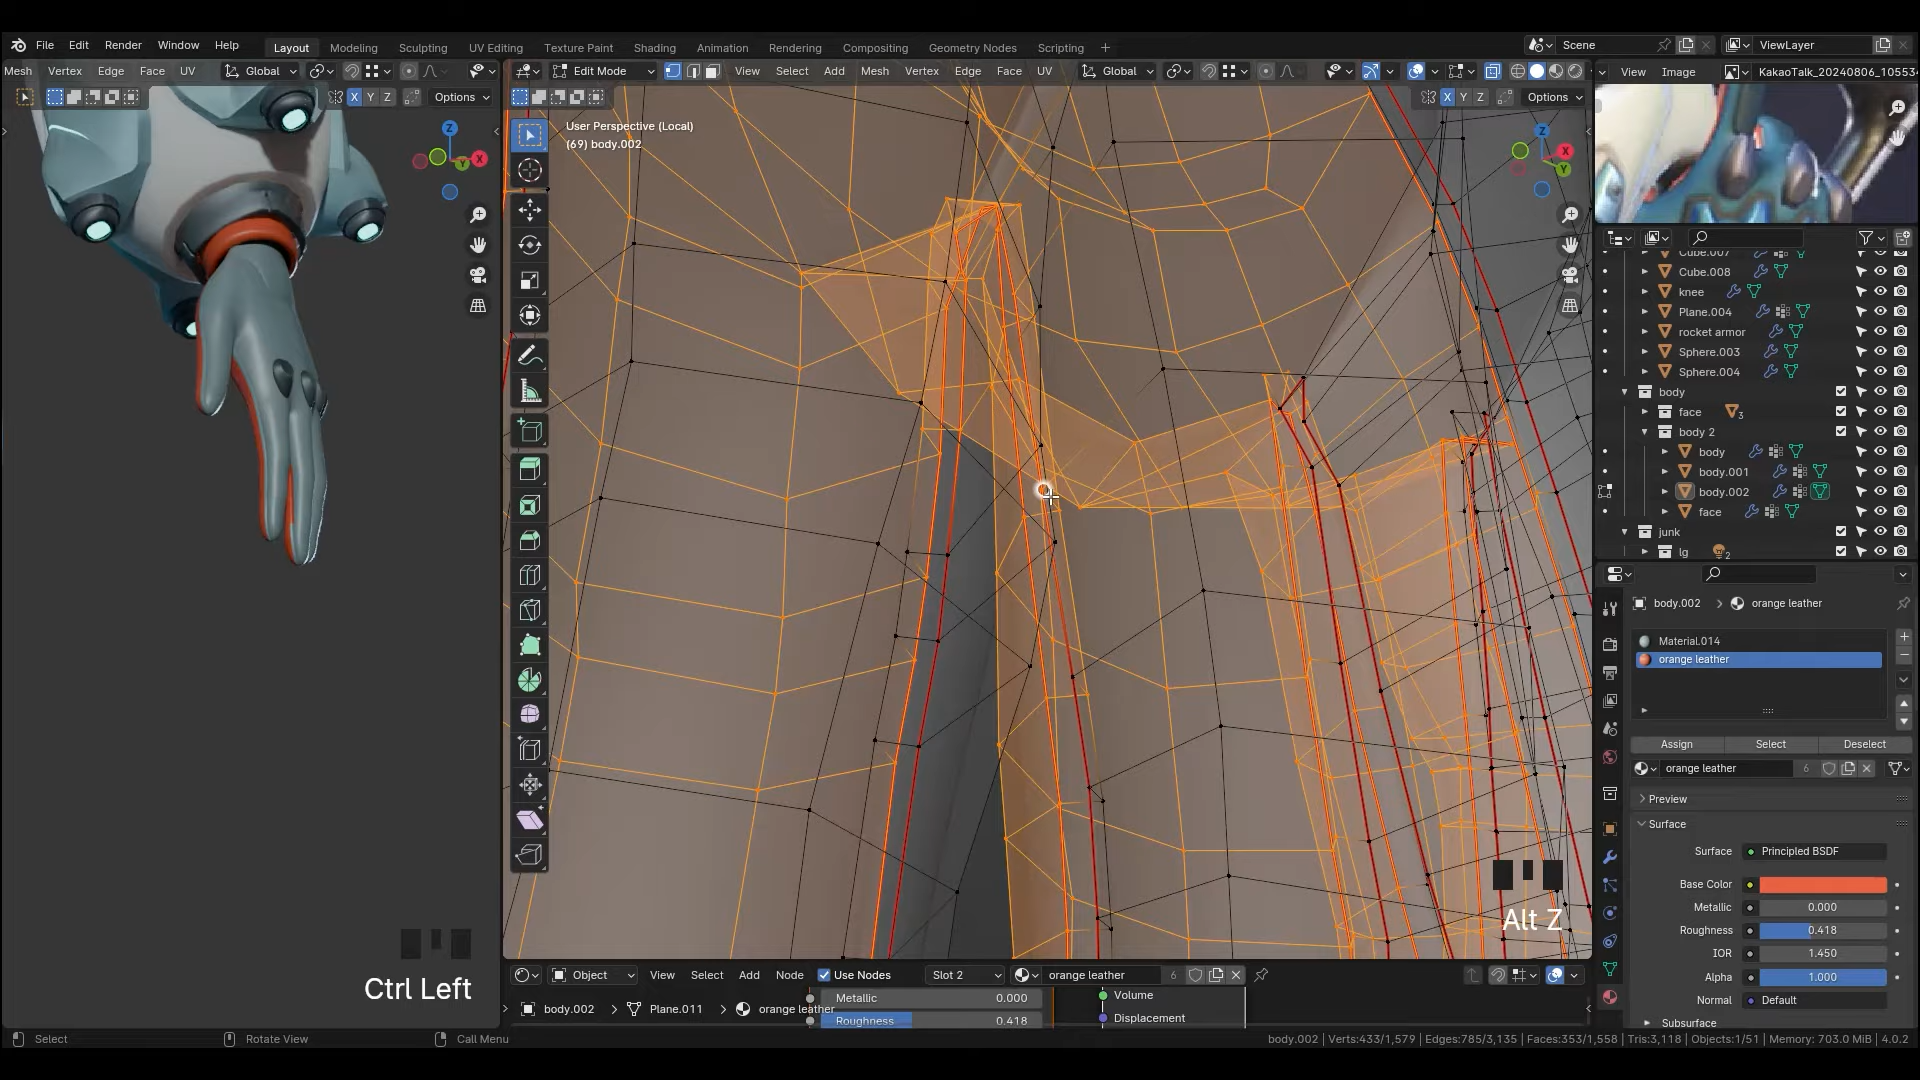 File Edit Render Window Help Layout Modeling Sculpting UV Editing Texture Paint Shading Animation Rendering Compositing Geometry Nodes Scripting + Scene ViewLayer
Mesh Vertex Edge Face UV Global Edit Mode View Select Add Mesh Vertex Edge Face UV Global View Image KakaoTalk_20240806_10553
X Y Z Options X Y Z Options
User Perspective (Local)
(69) body.002
Z
X
Y
Z
X
Y
Cube.007
Cube.008
knee
Plane.004
rocket armor
Sphere.003
Sphere.004
body
face 3
body 2
body
body.001
body.002
face
junk
lg 2
body.002 > orange leather
Material.014
orange leather
Assign Select Deselect
orange leather 6
Preview
Surface
Surface Principled BSDF
Base Color
Metallic 0.000
Roughness 0.418
IOR 1.450
Alpha 1.000
Normal Default
Subsurface
Alt Z
Ctrl Left
Object View Select Add Node Use Nodes Slot 2 orange leather 6
body.002 > Plane.011 > orange leather
Metallic 0.000
Roughness 0.418
Volume
Displacement
Select Rotate View Call Menu body.002 | Verts:433/1,579 | Edges:785/3,135 | Faces:353/1,558 | Tris:3,118 | Objects:1/51 | Memory: 703.0 MiB | 4.0.2